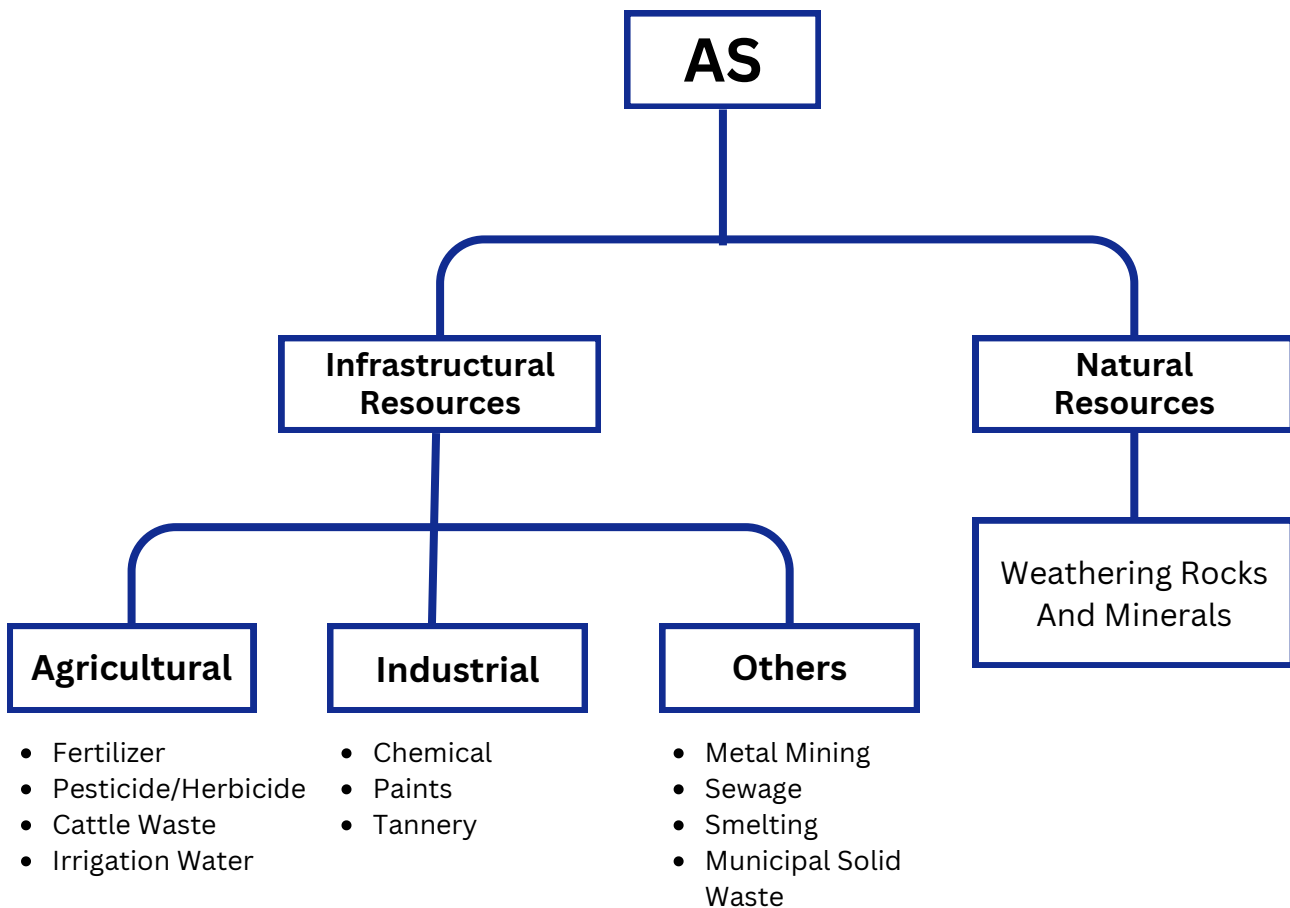 AS
Infrastructural
Resources
Natural
Resources
Weathering Rocks
And Minerals
Agricultural
Industrial
Others
• Fertilizer
• Pesticide/Herbicide
• Cattle Waste
• Irrigation Water
• Chemical
• Paints
• Tannery
• Metal Mining
• Sewage
• Smelting
• Municipal Solid
Waste